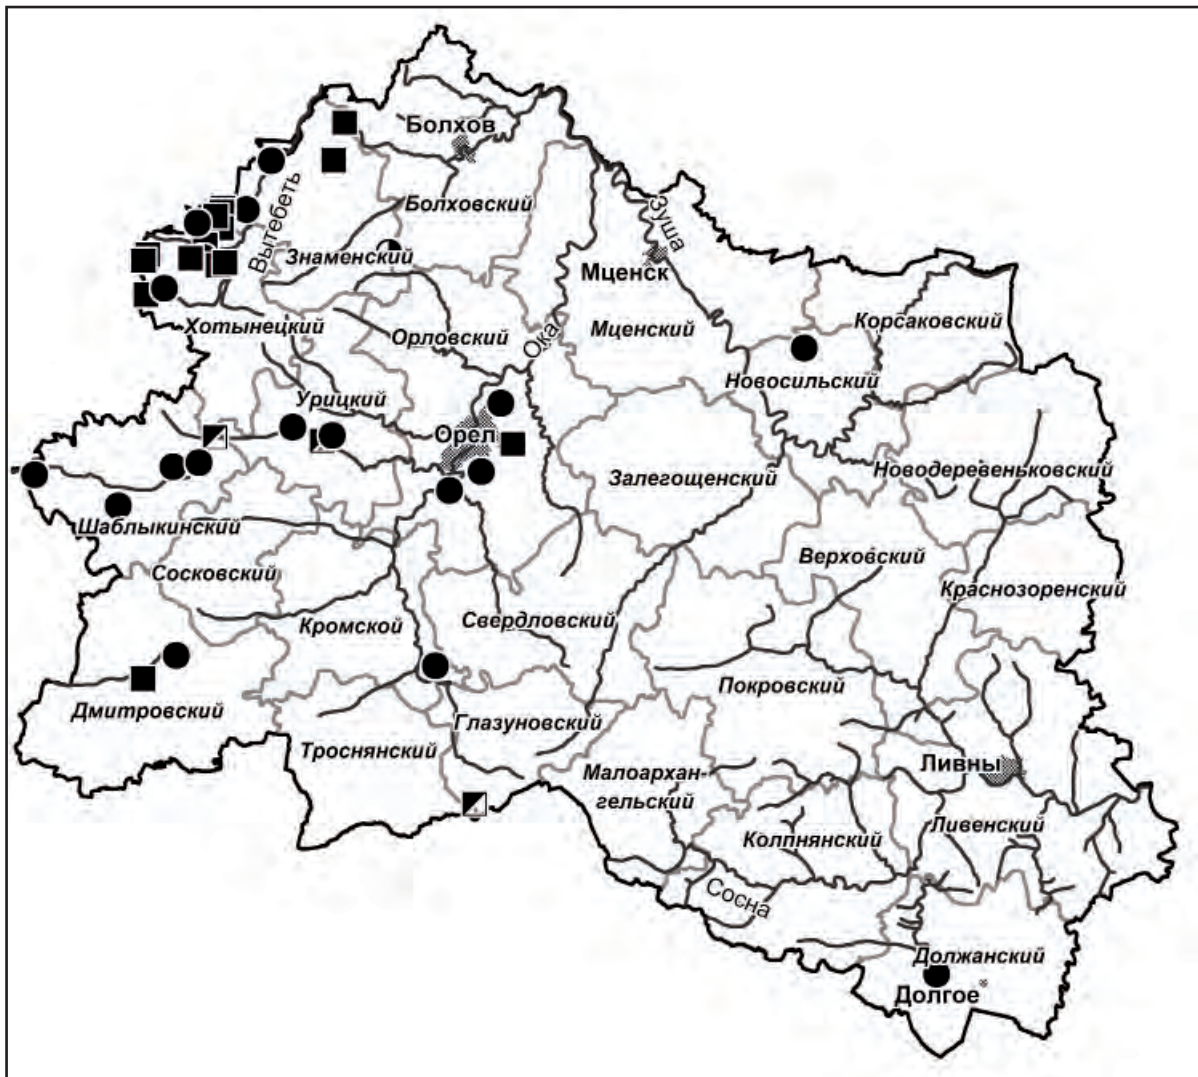 Болхов
Болховский
Зуша
Вытебеть
Знаменский
Мценск
Хотынецкий
Орловский
Ока
Мценский
Корсаковский
Новосильский
Урицкий
Орел
Залегощенский
Новодеревеньковский
Шаблыкинский
Верховский
Сосковский
Краснозоренский
Кромской
Свердловский
Покровский
Дмитровский
Глазуновский
Троснянский
Малоархан-
гельский
Ливны
Колпнянский
Ливенский
Сосна
Должанский
Долгое